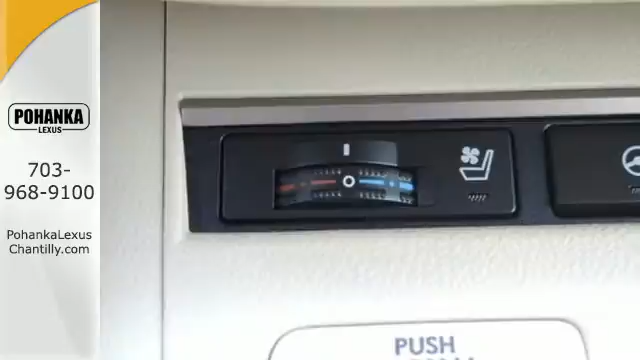 POHANKA
LEXUS
703-
968-9100
PohankaLexus
Chantilly.com
PUSH